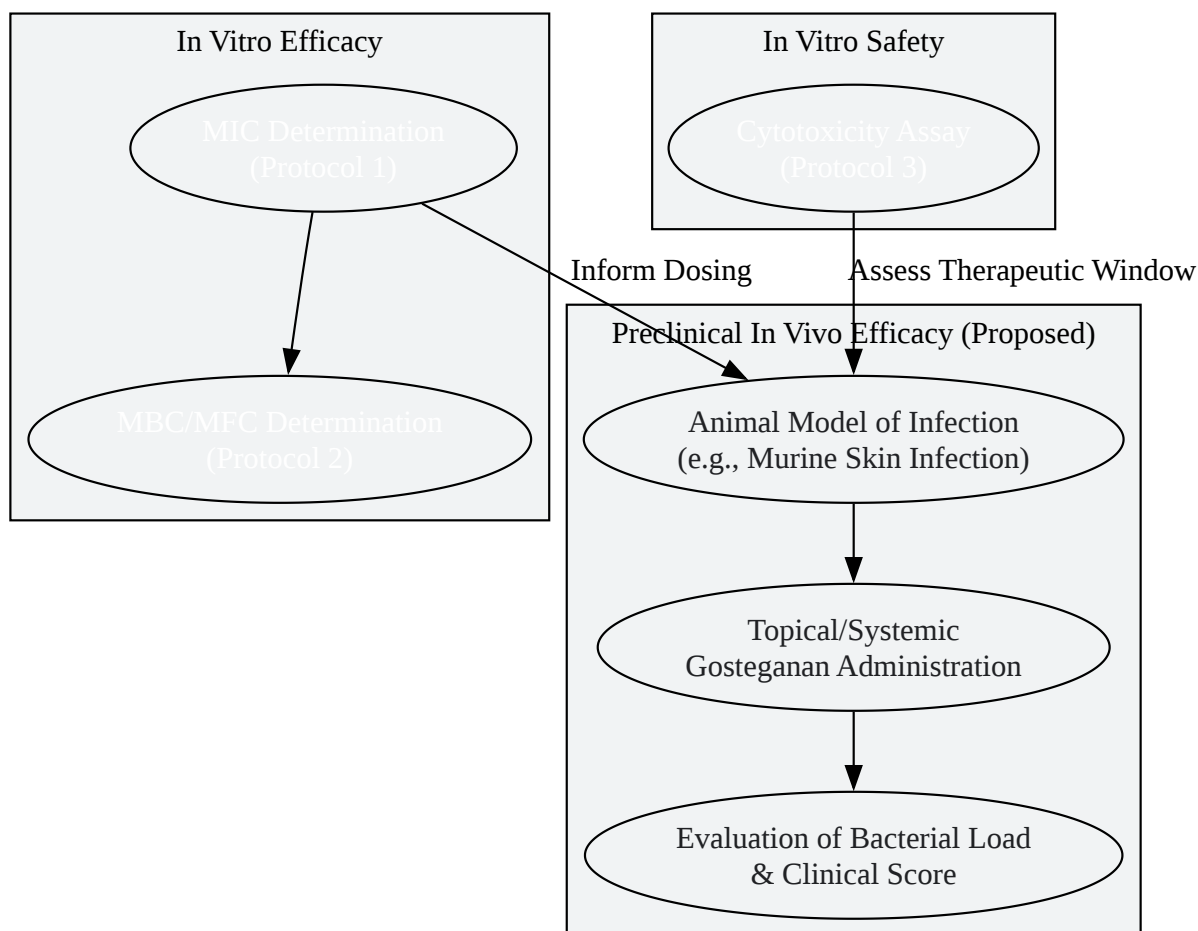 In Vitro Efficacy
MIC Determination
(Protocol 1)
MBC/MFC Determination
(Protocol 2)
In Vitro Safety
Cytotoxicity Assay
(Protocol 3)
Inform Dosing
Assess Therapeutic Window
Preclinical In Vivo Efficacy (Proposed)
Animal Model of Infection
(e.g., Murine Skin Infection)
Topical/Systemic
Gosteganan Administration
Evaluation of Bacterial Load
& Clinical Score